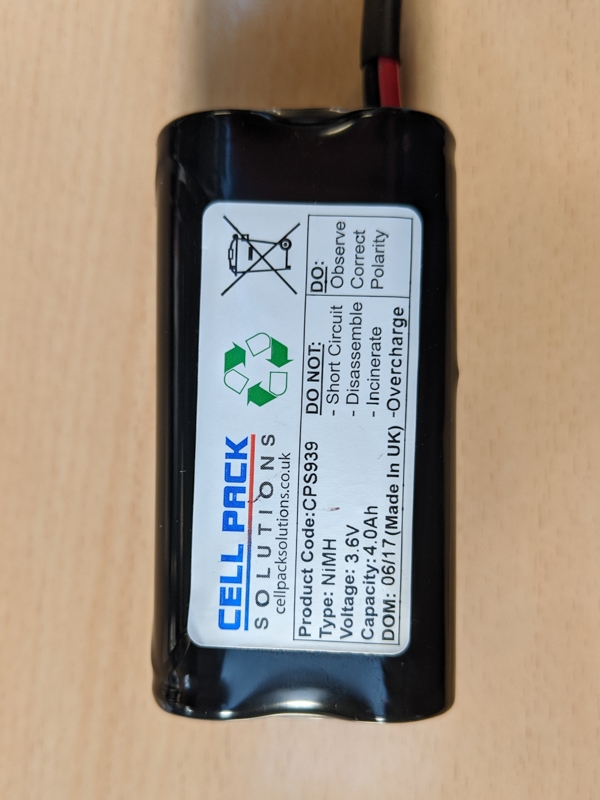 CELL PACK
SOLUTIONS
cellpacksolutions.co.uk
Product Code:CPS939
Type: NiMH
Voltage: 3.6V
Capacity: 4.0Ah
DOM: 06/17(Made In UK)
DO NOT:
- Short Circuit
- Disassemble
- Incinerate
-Overcharge
DO:
Observe
Correct
Polarity